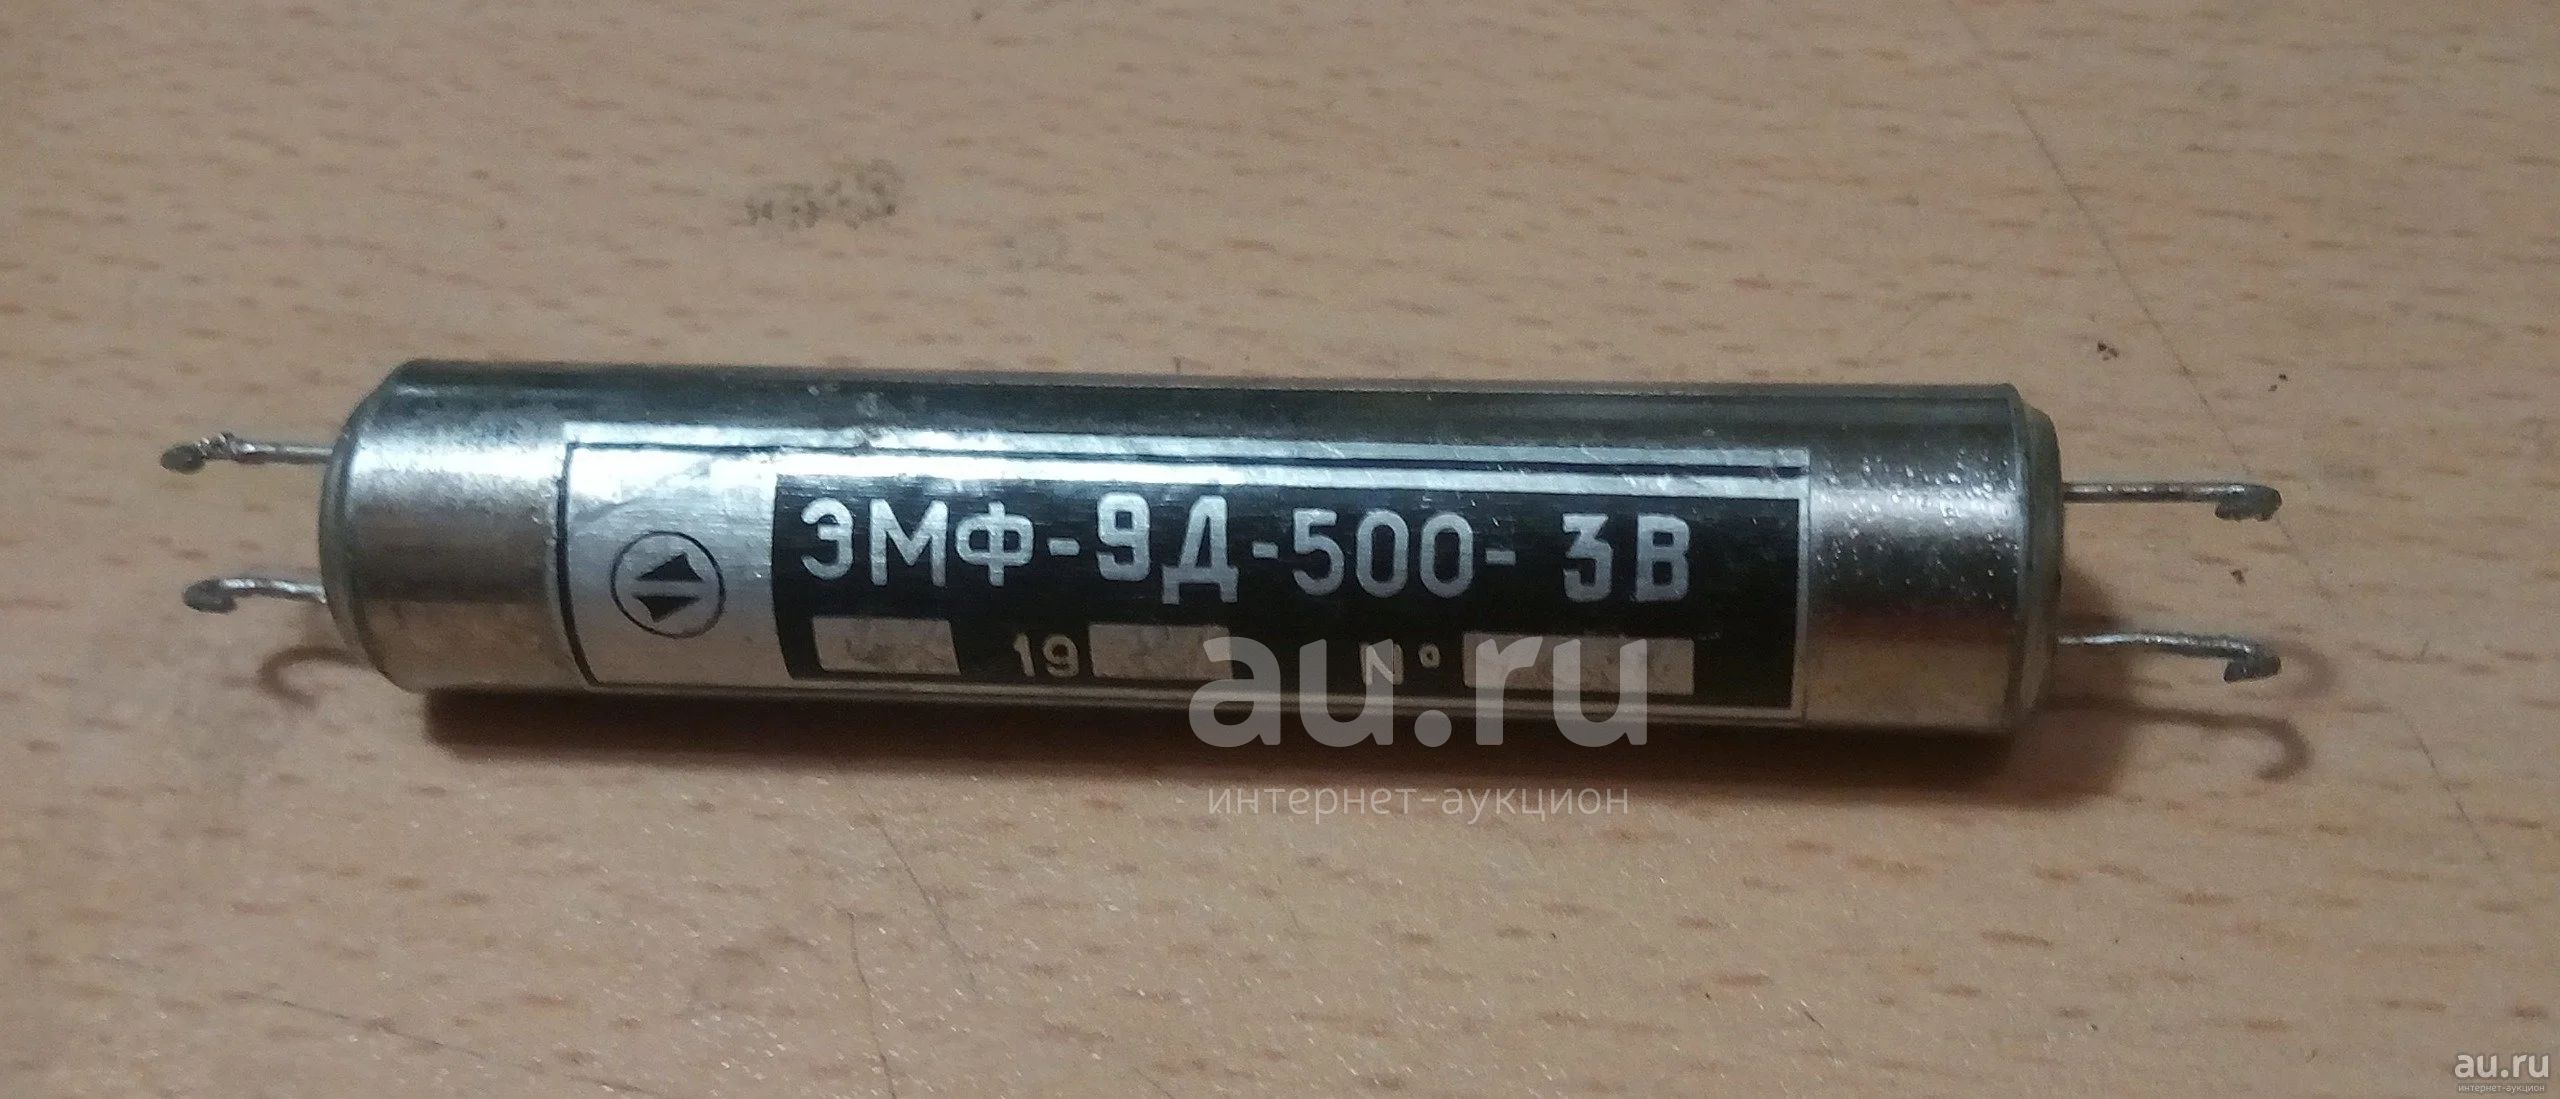 ЭМФ-9Д-500-3В
19 №
au.ru
интернет-аукцион
au.ru
интернет-аукцион